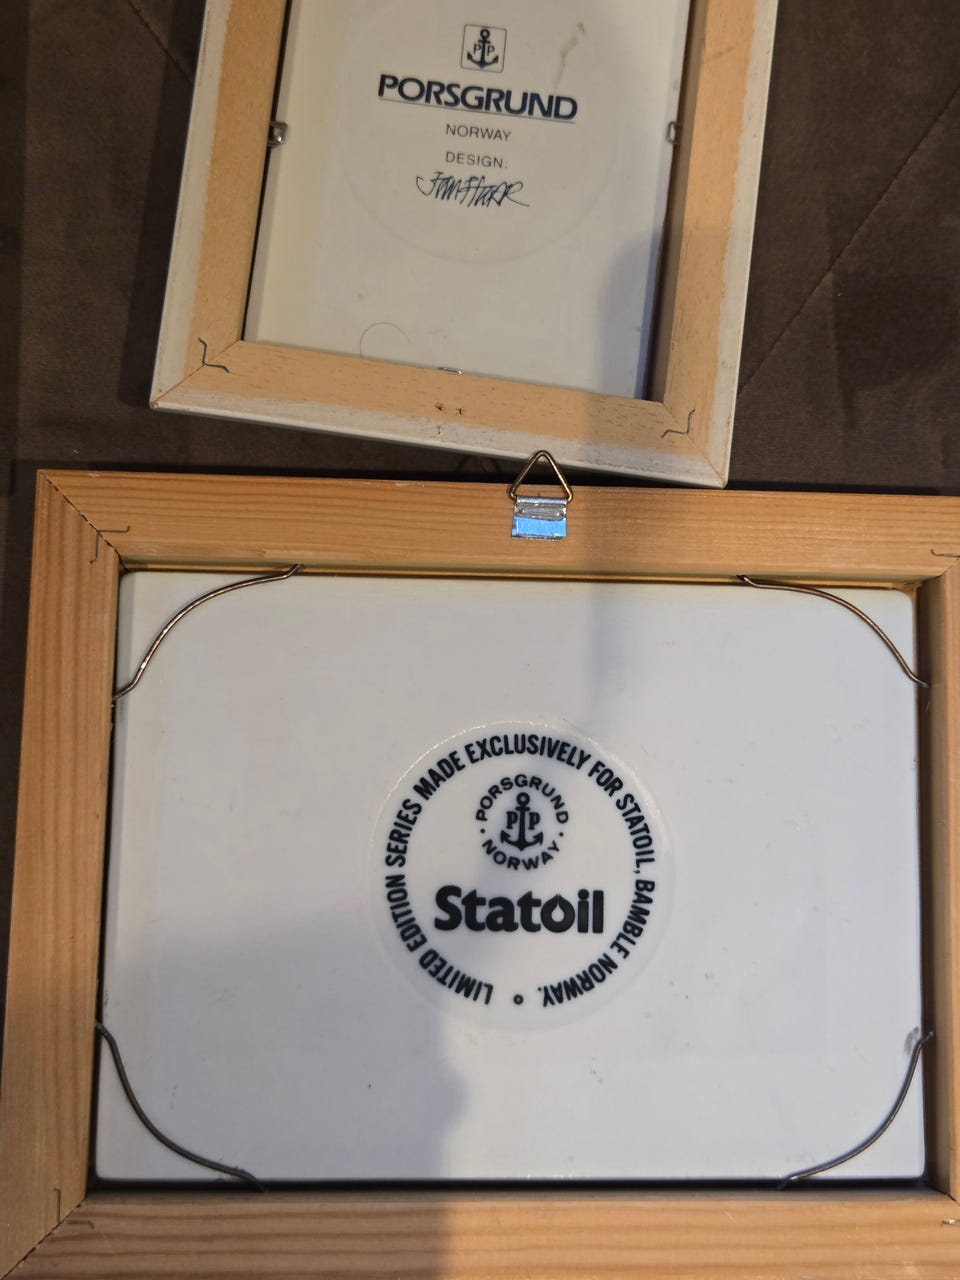 PP
PORSGRUND
NORWAY
DESIGN:
LIMITED EDITION SERIES MADE EXCLUSIVELY FOR STATOIL, BAMBLE NORWAY.
PORSGRUND
PP
NORWAY
Statoil